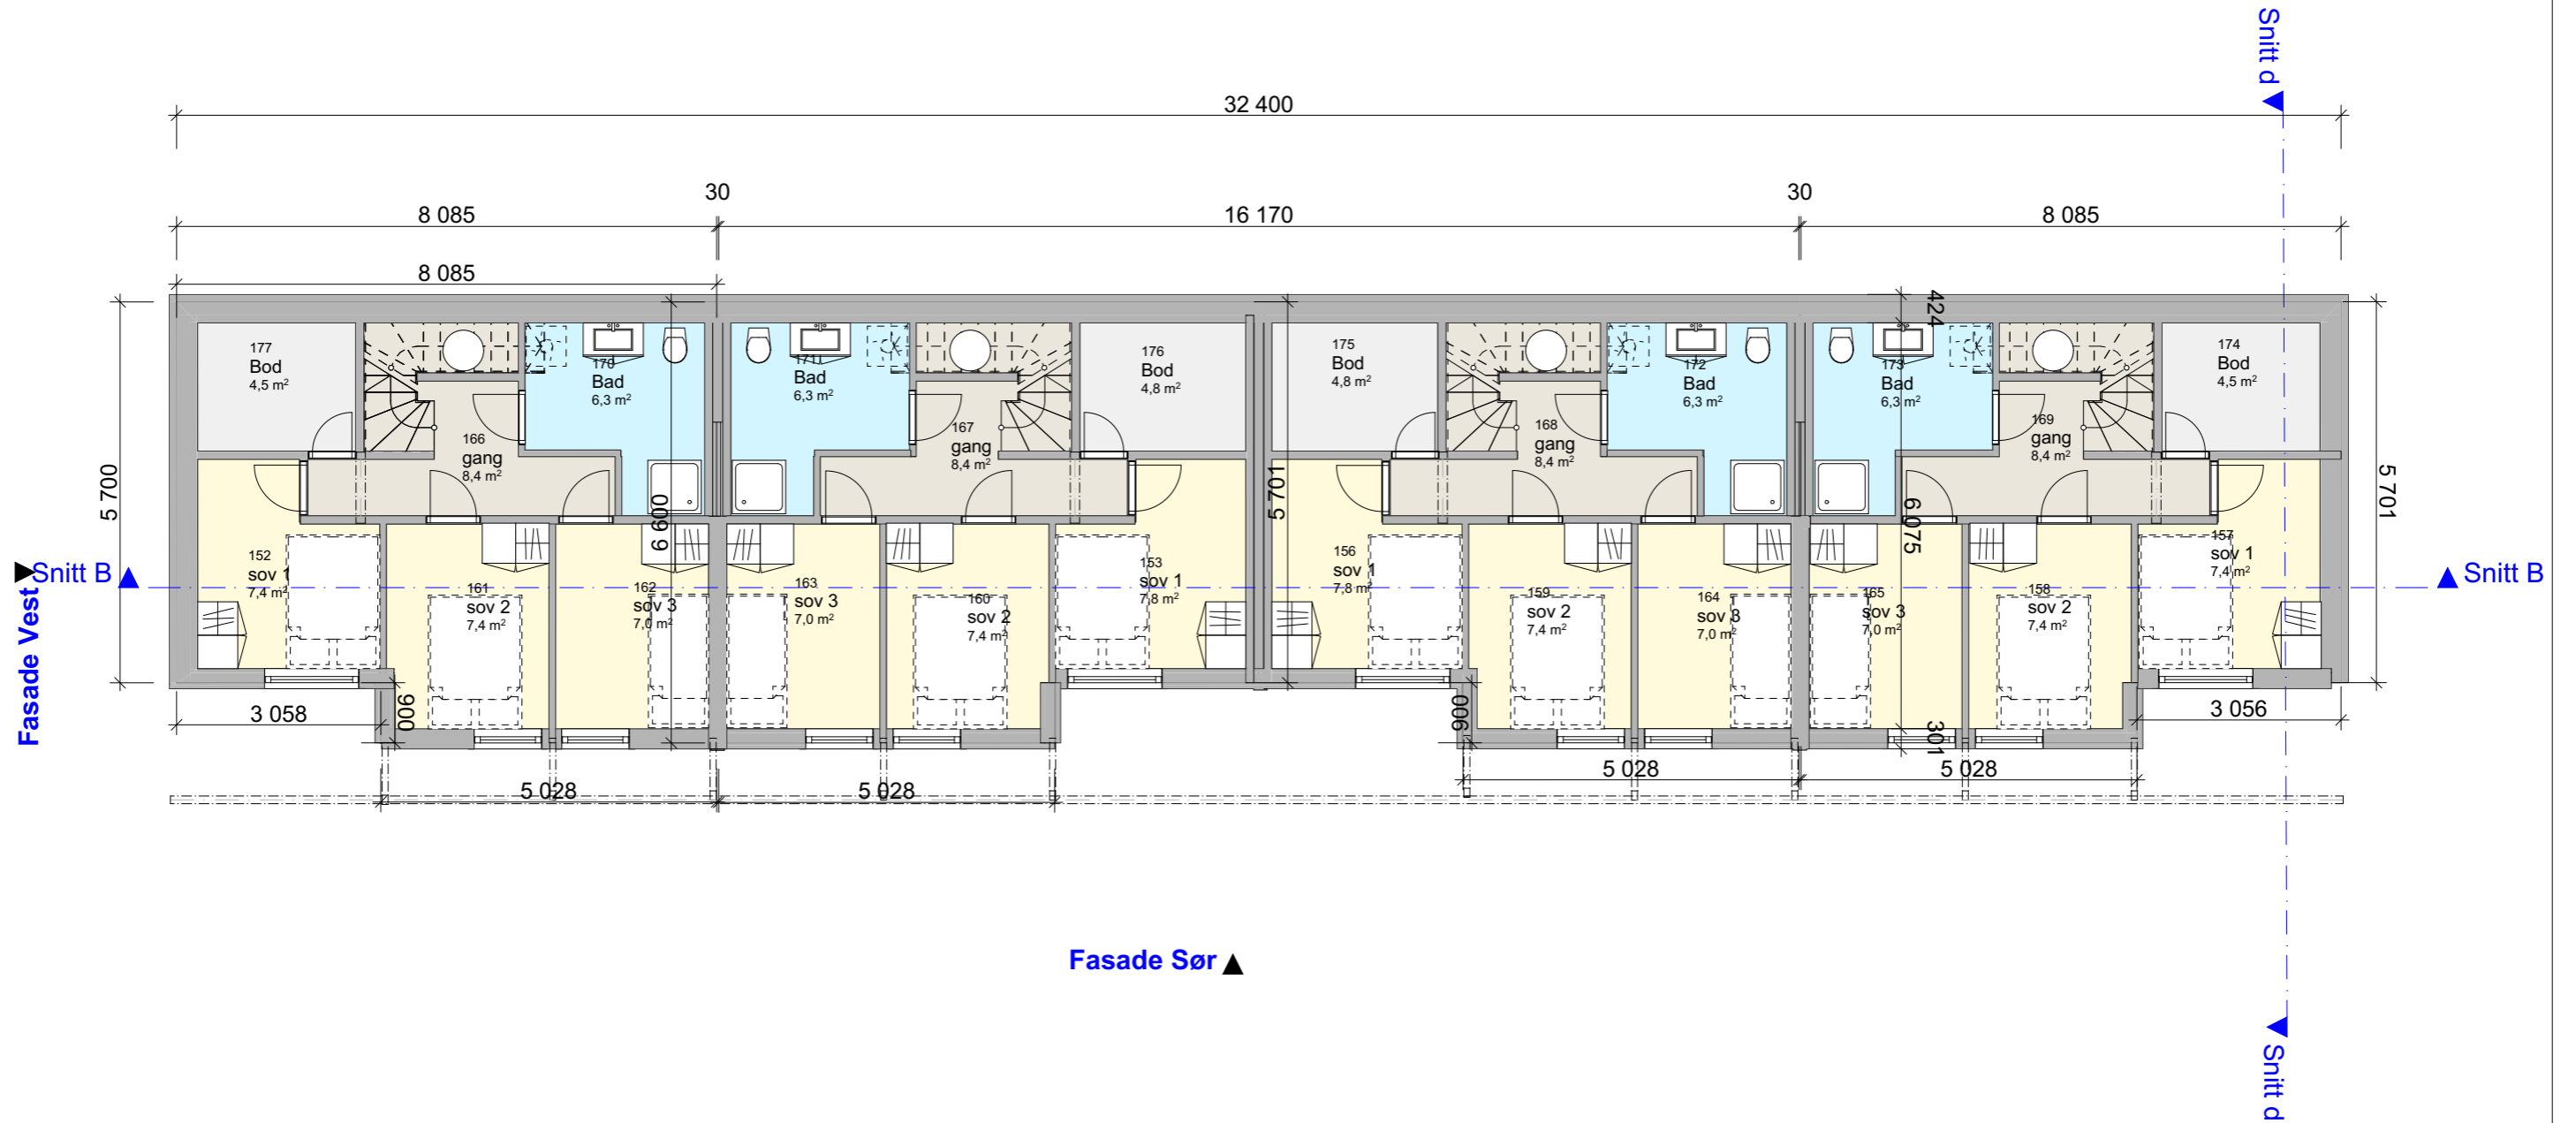 Snitt d
32 400
30
30
8 085
16 170
8 085
8 085
424
177
Bod
4,5 m²
170
Bad
6,3 m²
171
Bad
6,3 m²
176
Bod
4,8 m²
175
Bod
4,8 m²
172
Bad
6,3 m²
173
Bad
6,3 m²
174
Bod
4,5 m²
166
gang
8,4 m²
167
gang
8,4 m²
168
gang
8,4 m²
169
gang
8,4 m²
5 700
6 600
5 701
6 075
5 701
Snitt B
152
sov 1
7,4 m²
161
sov 2
7,4 m²
162
sov 3
7,0 m²
163
sov 3
7,0 m²
160
sov 2
7,4 m²
153
sov 1
7,8 m²
156
sov 1
7,8 m²
159
sov 2
7,4 m²
164
sov 3
7,0 m²
165
sov 3
7,0 m²
158
sov 2
7,4 m²
157
sov 1
7,4 m²
Snitt B
Fasade Vest
3 058
900
900
301
3 056
5 028
5 028
5 028
5 028
Fasade Sør
Snitt d